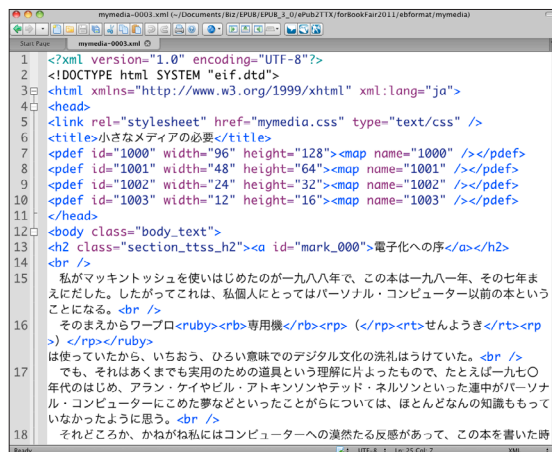 mymedia-0003.xml (~/Documents/Biz/EPUB/EPUB_3_0/ePub2TTX/forBookFair2011/ebformat/mymedia)
Start Page
mymedia-0003.xml
1 <?xml version="1.0" encoding="UTF-8"?>
2 <!DOCTYPE html SYSTEM "eif.dtd">
3 <html xmlns="http://www.w3.org/1999/xhtml" xml:lang="ja">
4 <head>
5 <link rel="stylesheet" href="mymedia.css" type="text/css" />
6 <title>小さなメディアの必要</title>
7 <pdef id="1000" width="96" height="128"><map name="1000" /></pdef>
8 <pdef id="1001" width="48" height="64"><map name="1001" /></pdef>
9 <pdef id="1002" width="24" height="32"><map name="1002" /></pdef>
10 <pdef id="1003" width="12" height="16"><map name="1003" /></pdef>
11 </head>
12 <body class="body_text">
13 <h2 class="section_ttss_h2"><a id="mark_000">電子化への序</a></h2>
14 <br />
15 　私がマッキントッシュを使いはじめたのが一九八八年で、この本は一九八一年、その七年ま
えにだした。したがってこれは、私個人にとってはパーソナル・コンピューター以前の本という
ことになる。<br />
16 　そのまえからワープロ<ruby><rb>専用機</rb><rp>（</rp><rt>せんようき</rt><rp
>）</rp></ruby>
は使っていたから、いちおう、ひろい意味でのデジタル文化の洗礼はうけていた。<br />
17 　でも、それはあくまでも実用のための道具という理解に片よったもので、たとえば一九七〇
年代のはじめ、アラン・ケイやビル・アトキンソンやテッド・ネルソンといった連中がパーソナ
ル・コンピューターにこめた夢などといったことがらについては、ほとんどなんの知識ももって
いなかったように思う。<br />
18 　それどころか、かねがね私にはコンピューターへの漠然たる反感があって、この本を書いた時
Ready
UTF-8
Ln: 25 Col: 7
XML